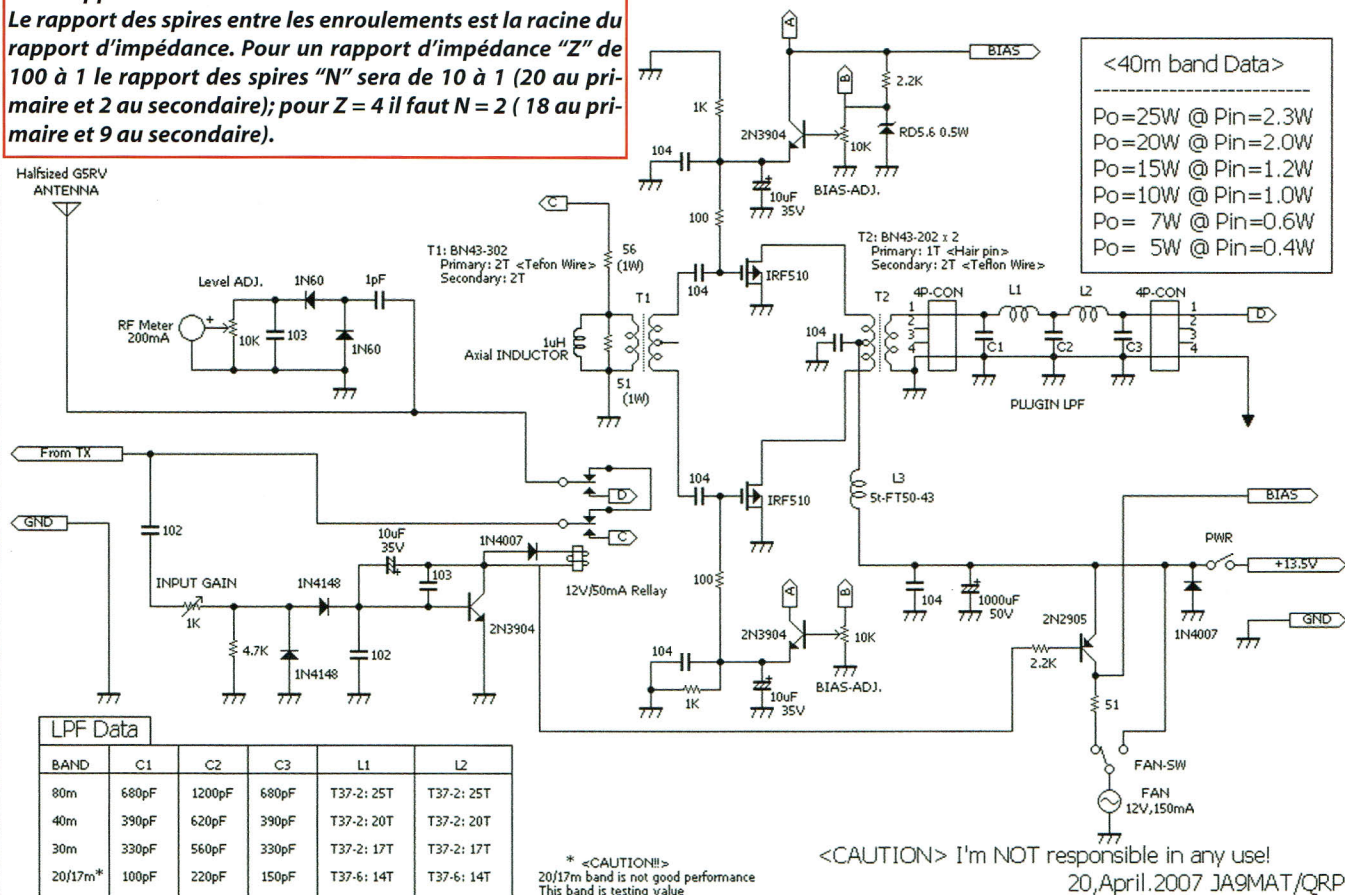 Le rapport des spires entre les enroulements est la racine du
rapport d'impédance. Pour un rapport d'impédance “Z” de
100 à 1 le rapport des spires “N” sera de 10 à 1 (20 au pri-
maire et 2 au secondaire); pour Z = 4 il faut N = 2 ( 18 au pri-
maire et 9 au secondaire).
<40m band Data>
Po=25W @ Pin=2.3W
Po=20W @ Pin=2.0W
Po=15W @ Pin=1.2W
Po=10W @ Pin=1.0W
Po= 7W @ Pin=0.6W
Po= 5W @ Pin=0.4W
A
BIAS
1K
2N3904
B
2.2K
10K
RD5.6 0.5W
BIAS-ADJ.
104
10uF
35V
100
Halfsized G5RV
ANTENNA
C
56
(1W)
T1: BN43-302
Primary: 2T <Tefon Wire>
Secondary: 2T
T1
1uH
Axial INDUCTOR
51
(1W)
104
IRF510
T2: BN43-202 x 2
Primary: 1T <Hair pin>
Secondary: 2T <Teflon Wire>
T2
104
4P-CON
1
2
3
4
L1
L2
C1
C2
C3
4P-CON
1
2
3
4
D
PLUGIN LPF
Level ADJ.
1N60
1pF
RF Meter
200mA
10K
103
1N60
From TX
GND
102
INPUT GAIN
1K
4.7K
1N4148
1N4148
102
10uF
35V
103
1N4007
2N3904
D
C
12V/50mA Rellay
104
IRF510
100
L3
5t-FT50-43
A
B
2N3904
10K
BIAS-ADJ.
104
1K
10uF
35V
BIAS
PWR
+13.5V
104
1000uF
50V
1N4007
GND
2N2905
2.2K
51
FAN-SW
FAN
12V,150mA
LPF Data
BAND C1 C2 C3 L1 L2
80m 680pF 1200pF 680pF T37-2: 25T T37-2: 25T
40m 390pF 620pF 390pF T37-2: 20T T37-2: 20T
30m 330pF 560pF 330pF T37-2: 17T T37-2: 17T
20/17m* 100pF 220pF 150pF T37-6: 14T T37-6: 14T
* <CAUTION!!>
20/17m band is not good performance
This band is testing value
<CAUTION> I'm NOT responsible in any use!
20,April.2007 JA9MAT/QRP